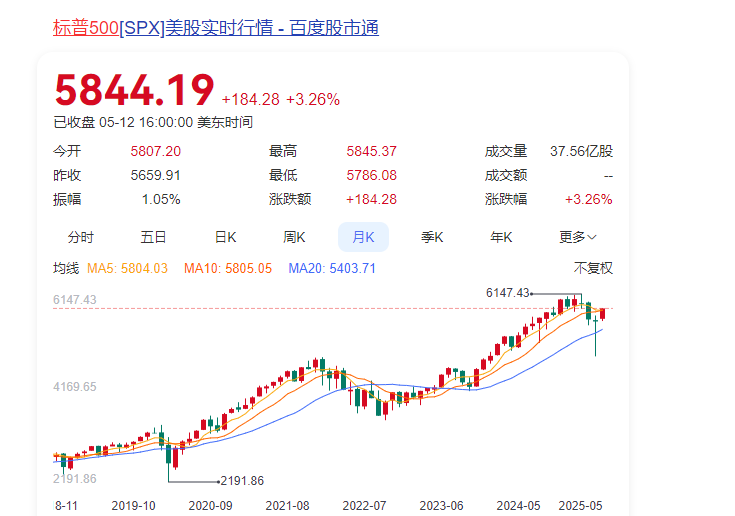 标普500[SPX]美股实时行情 - 百度股市通
5844.19 +184.28 +3.26%
已收盘 05-12 16:00:00 美东时间
今开 5807.20 最高 5845.37 成交量 37.56亿股
昨收 5659.91 最低 5786.08 成交额 --
振幅 1.05% 涨跌额 +184.28 涨跌幅 +3.26%
分时 五日 日K 周K 月K 季K 年K 更多
均线 MA5: 5804.03 MA10: 5805.05 MA20: 5403.71 不复权
6147.43
6147.43
4169.65
2191.86
2191.86
8-11 2019-10 2020-09 2021-08 2022-07 2023-06 2024-05 2025-05